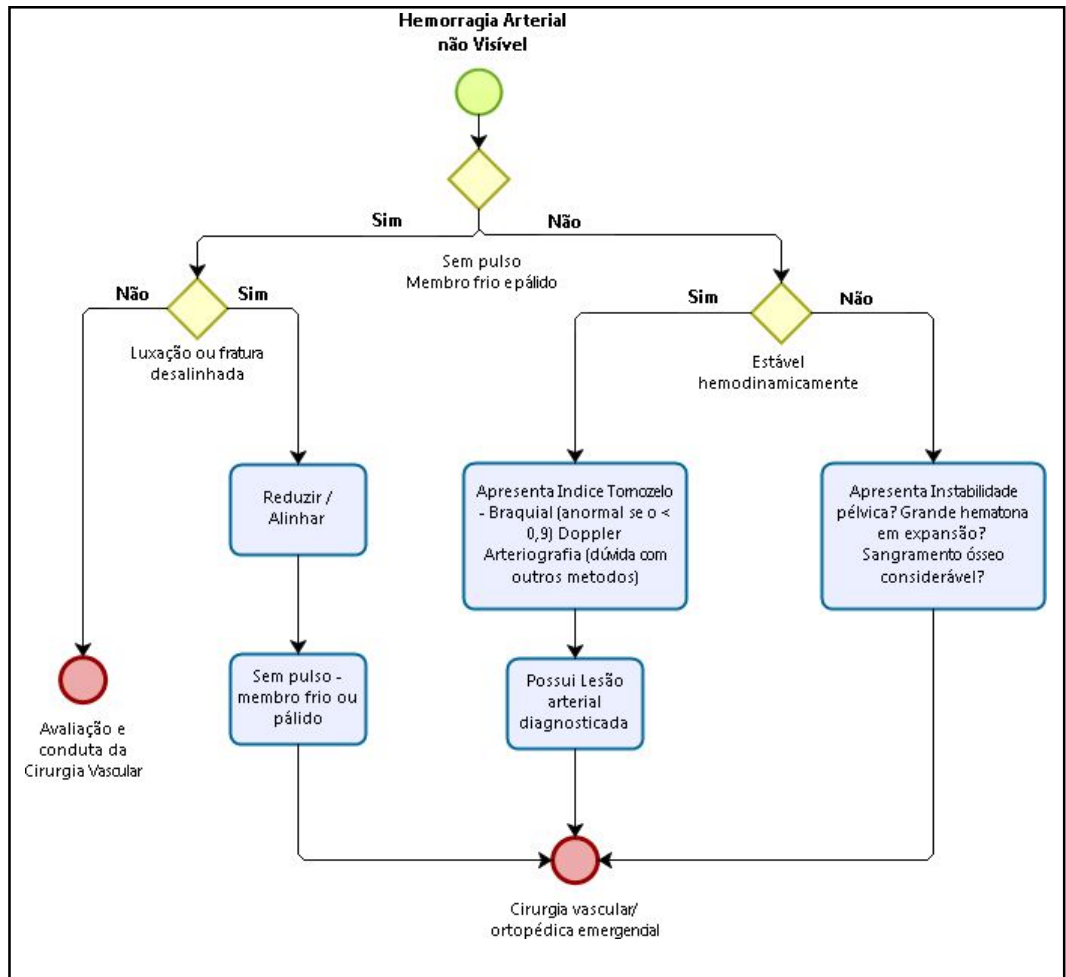 Hemorragia Arterial
não Visível
Sim
Não
Sem pulso
Membro frio e pálido
Não
Sim
Luxação ou fratura
desalinhada
Sim
Não
Estável
hemodinamicamente
Reduzir /
Alinhar
Apresenta Indice Tornozelo
- Braquial (anormal se o <
0,9) Doppler
Arteriografia (dúvida com
outros metodos)
Apresenta Instabilidade
pélvica? Grande hematona
em expansão?
Sangramento ósseo
considerável?
Sem pulso -
membro frio ou
pálido
Possui Lesão
arterial
diagnosticada
Avaliação e
conduta da
Cirurgia Vascular
Cirurgia vascular/
ortopédica emergencial